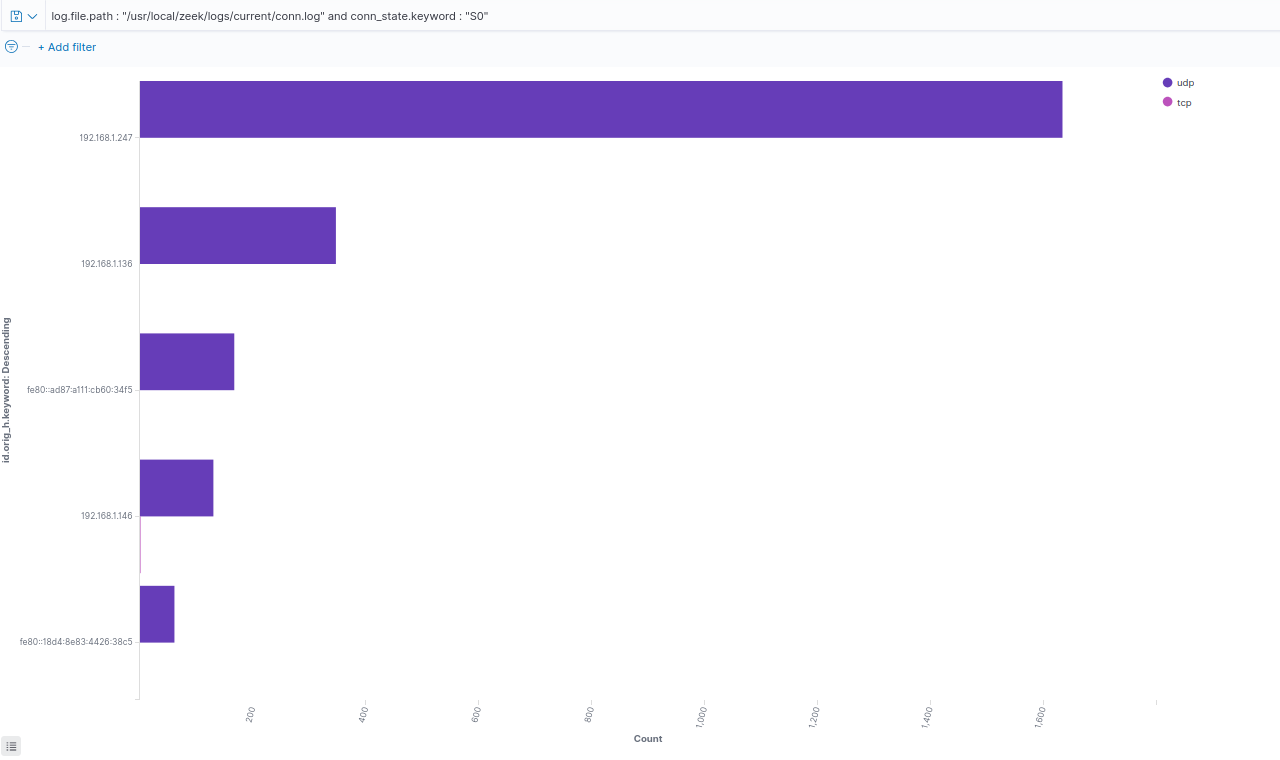 log.file.path : "/usr/local/zeek/logs/current/conn.log" and conn_state.keyword : "S0"
+ Add filter
udp
tcp
192.168.1.247
192.168.1.136
fe80::ad87:a111:cb60:34f5
192.168.1.146
fe80::18d4:8e83:4426:38c5
id.orig_h.keyword: Descending
200
400
600
800
1,000
1,200
1,400
1,600
Count